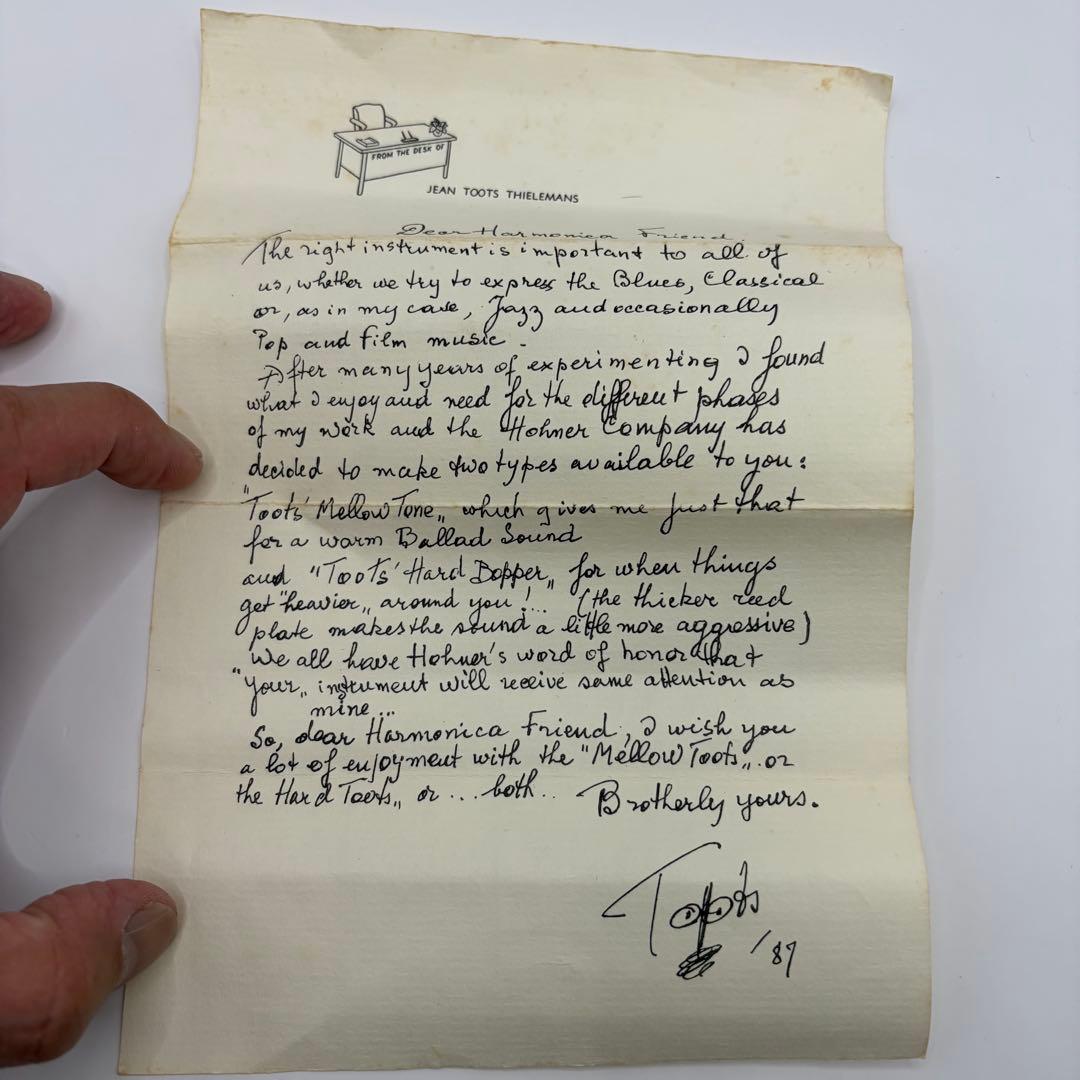 FROM THE DESK OF
JEAN TOOTS THIELEMANS
Dear Harmonica Friend.
The right instrument is important to all of
us, whether we try to express the Blues, Classical
or, as in my case, Jazz and occasionally
Pop and Film music.
After many years of experimenting I found
what I enjoy and need for the different phases
of my work and the Hohner Company has
decided to make two types available to you:
"Toots' Mellow Tone„ which gives me just that
for a warm Ballad Sound
and "Toots' Hard Bopper„ for when things
get "heavier„ around you!... (the thicker reed
plate makes the sound a little more aggressive)
We all have Hohner's word of honor that
"your„ instrument will receive same attention as
mine...
So, dear Harmonica Friend, I wish you
a lot of enjoyment with the "Mellow Toots„ or
the Hard Toots„ or ... both.. Brotherly yours.
Toots
'87